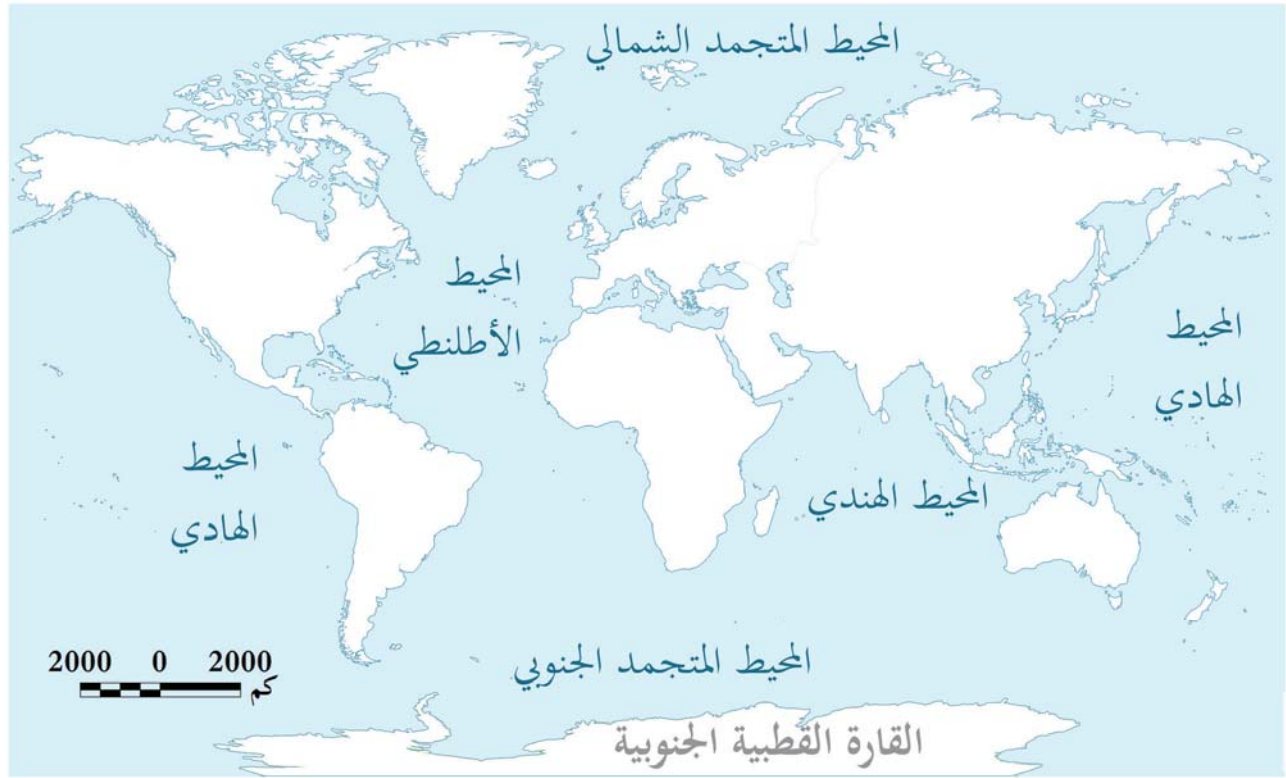 المحيط المتجمد الشمالي
المحيط
الأطلنطي
المحيط
الهادي
المحيط
الهادي
المحيط الهندي
المحيط المتجمد الجنوبي
2000 0 2000
كم
القارة القطبية الجنوبية